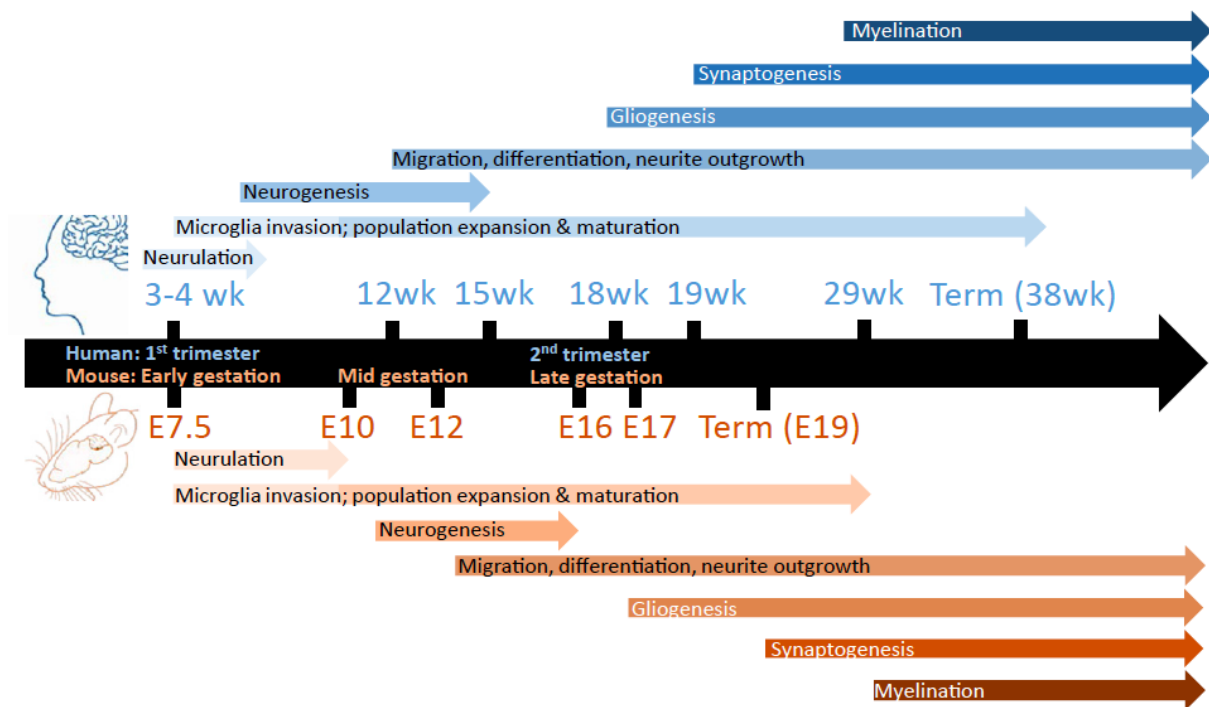 Myelination
Synaptogenesis
Gliogenesis
Migration, differentiation, neurite outgrowth
Neurogenesis
Microglia invasion; population expansion & maturation
Neurulation
3-4 wk 12wk 15wk 18wk 19wk 29wk Term (38wk)
Human: 1st trimester 2nd trimester
Mouse: Early gestation Mid gestation Late gestation
E7.5 E10 E12 E16 E17 Term (E19)
Neurulation
Microglia invasion; population expansion & maturation
Neurogenesis
Migration, differentiation, neurite outgrowth
Gliogenesis
Synaptogenesis
Myelination